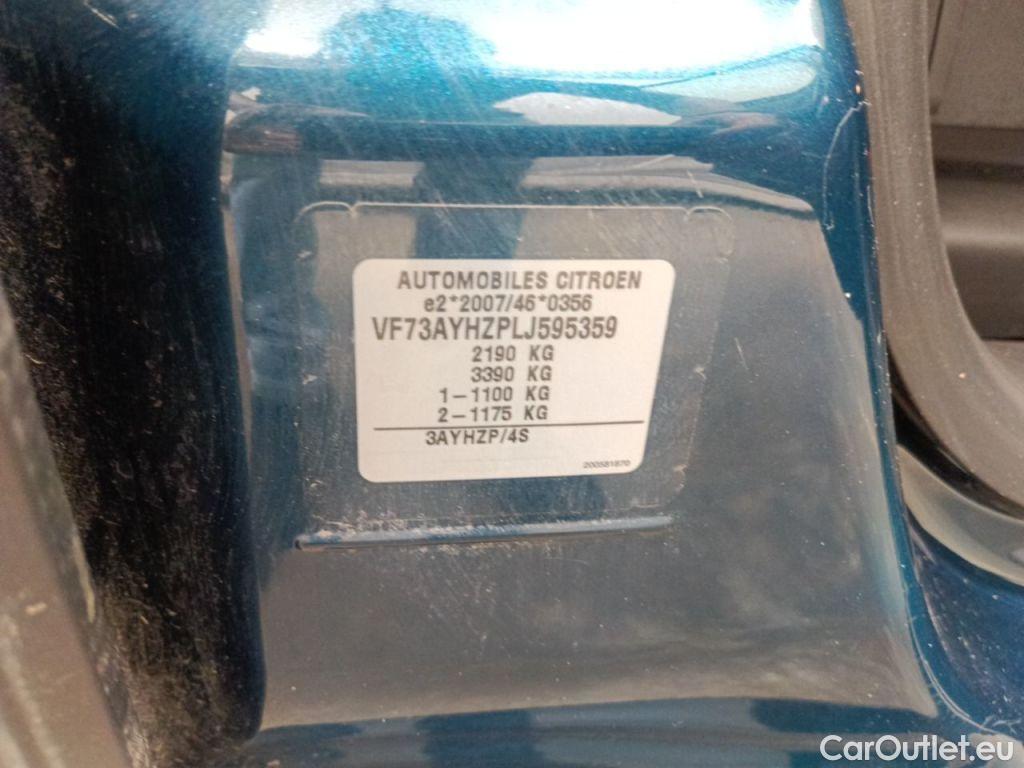 AUTOMOBILES CITROEN
e2*2007/46*0356
VF73AYHZPLJ595359
2190 KG
3390 KG
1-1100 KG
2-1175 KG
3AYHZP/4S
200581870
CarOutlet.eu